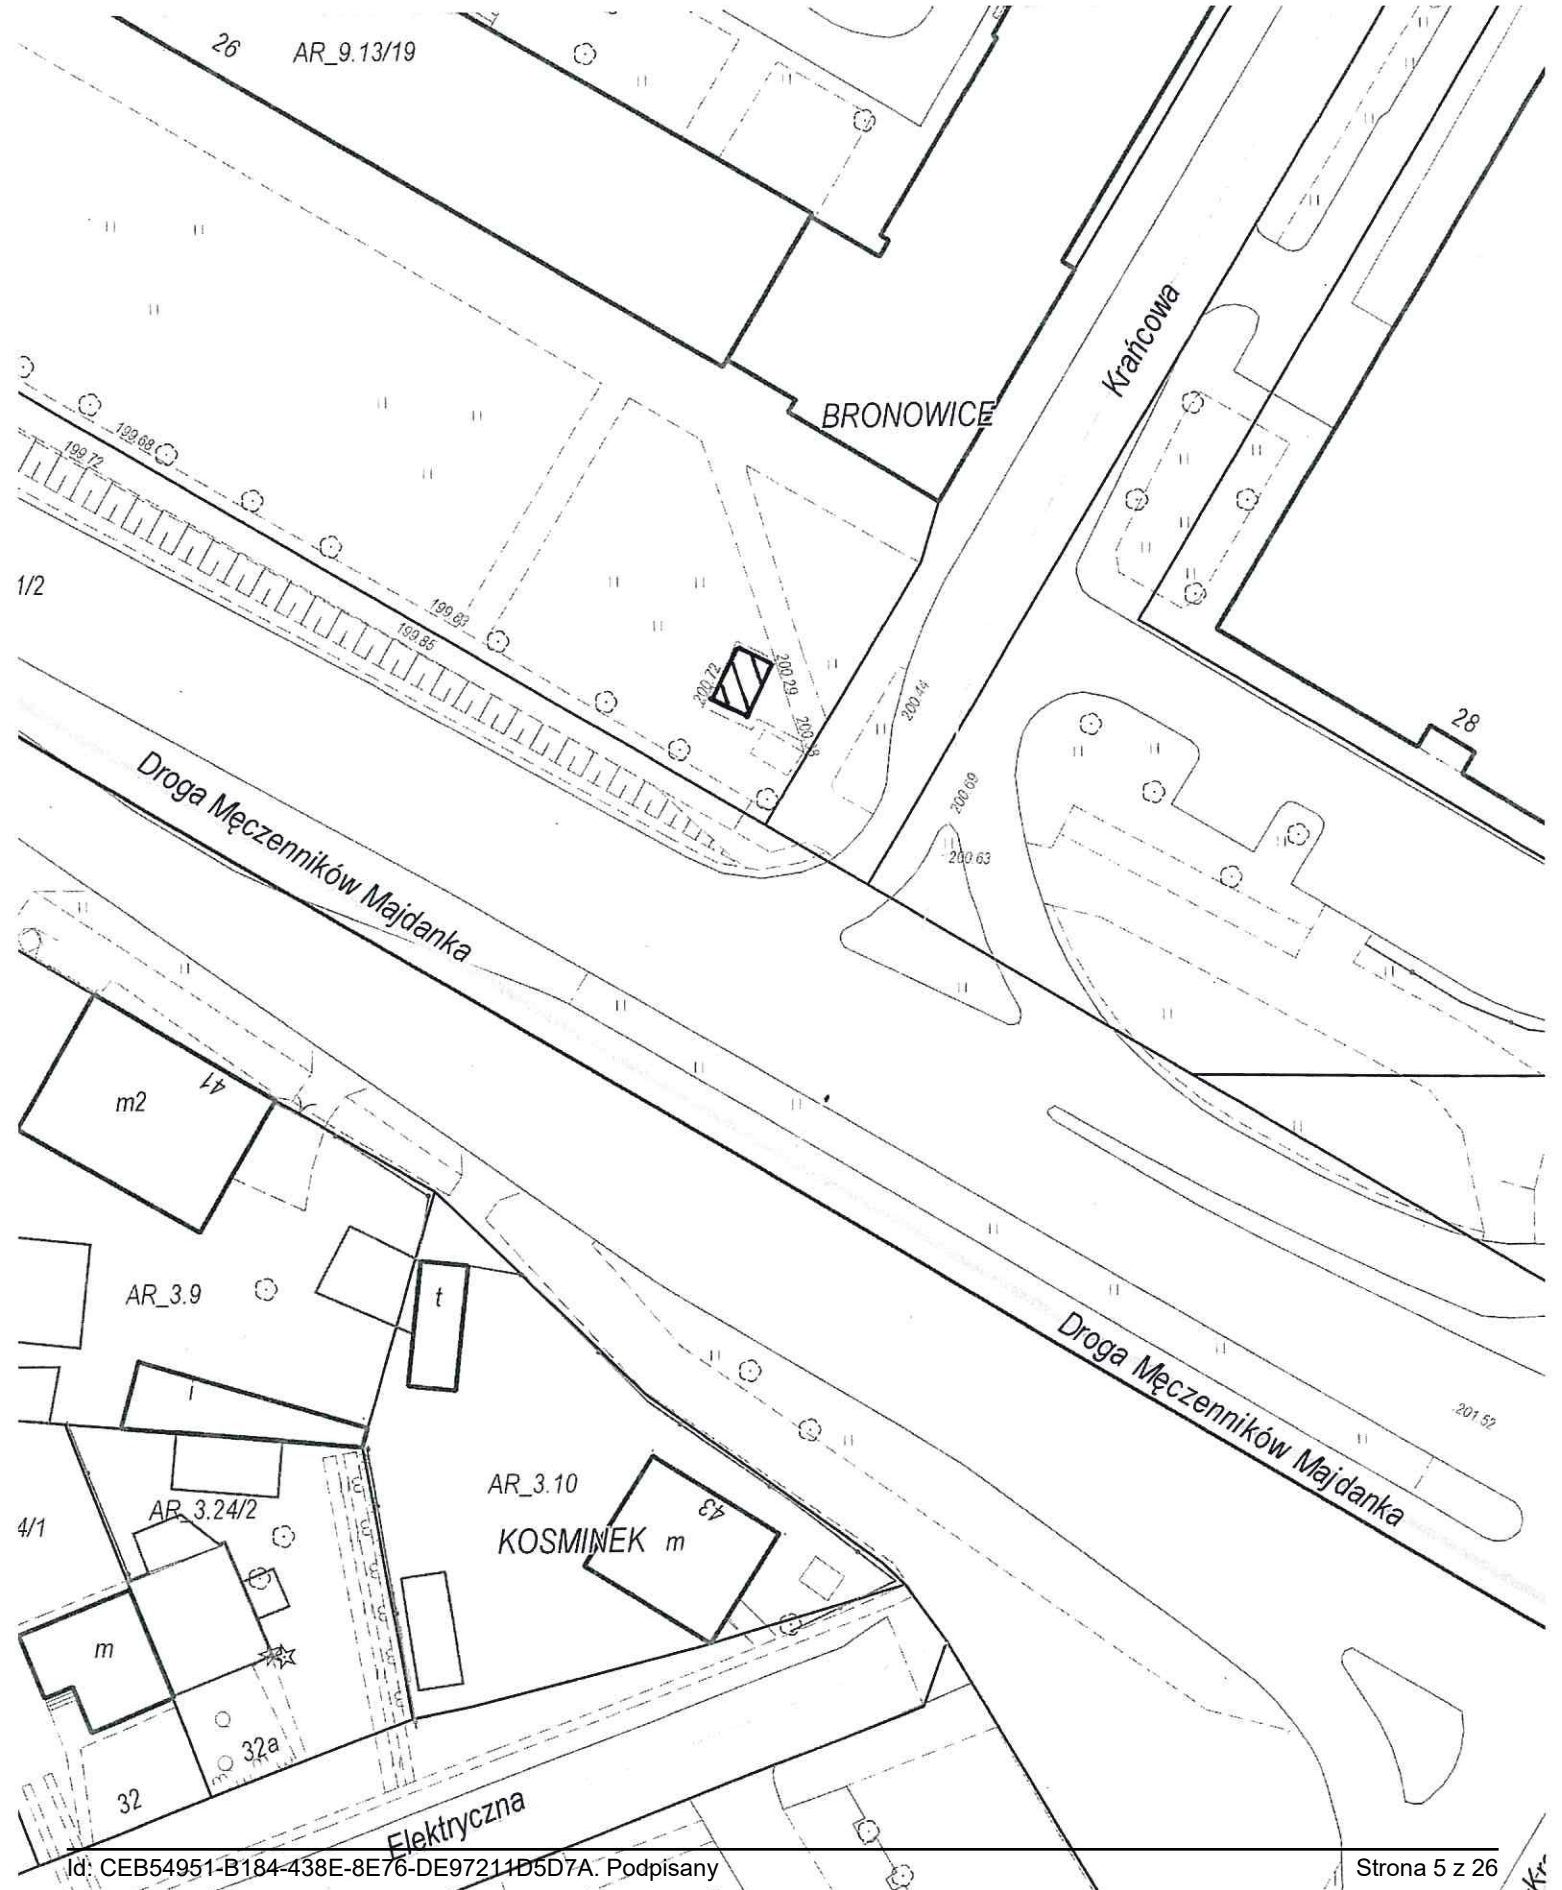 26
AR_9.13/19
Krańcowa
BRONOWICE
199.68
199.72
1/2
199.83
199.85
200.72
200.29
200.44
28
200.69
200.63
Droga Męczenników Majdanka
41
m2
AR_3.9
t
Droga Męczenników Majdanka
201.52
AR_3.10
43
AR_3.24/2
4/1
KOSMINEK m
m
32a
32
Elektryczna
Id: CEB54951-B184-438E-8E76-DE97211D5D7A. Podpisany
Strona 5 z 26